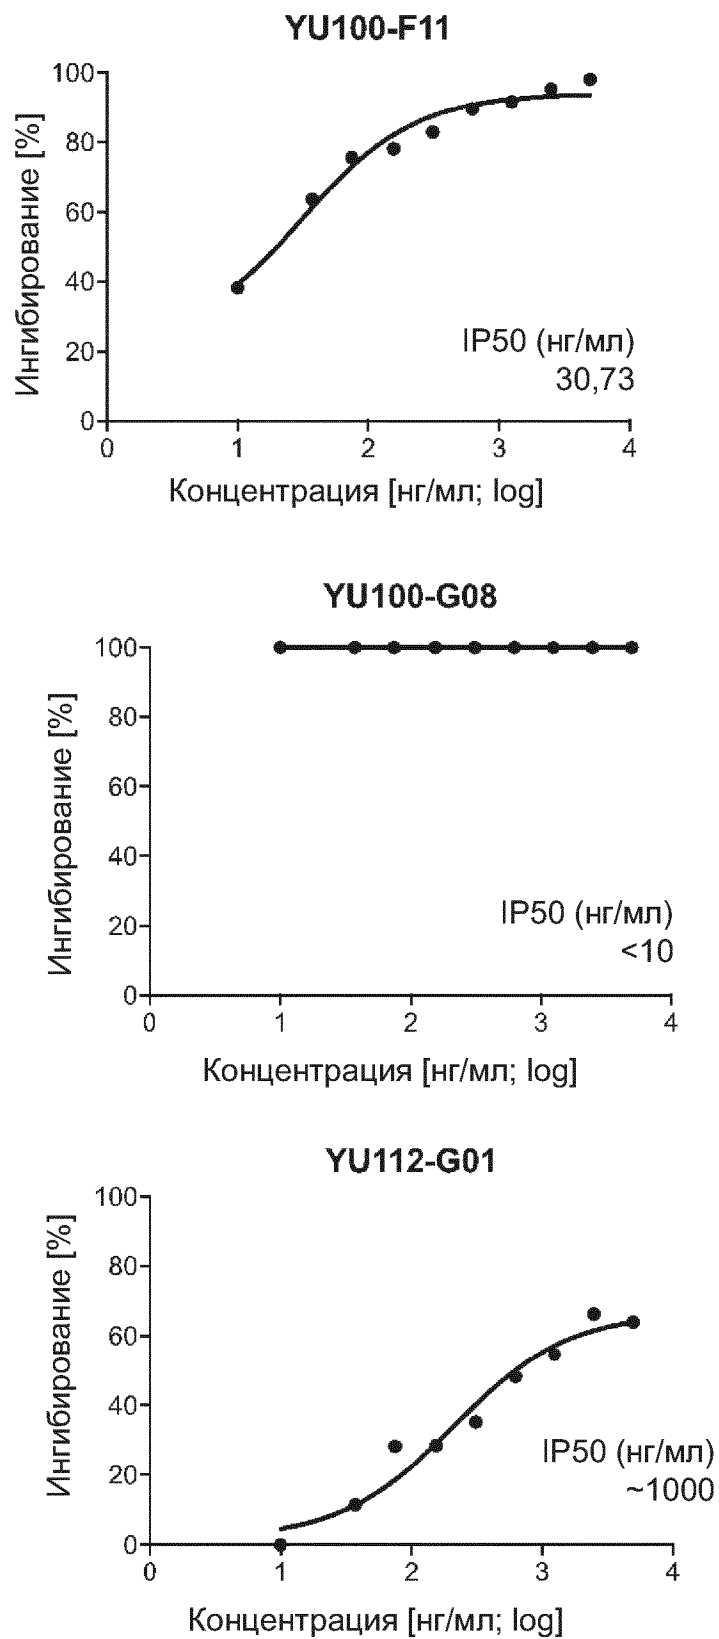 YU100-F11
100
80
60
40
20
0
Ингибирование [%]
IP50 (нг/мл)
30,73
0 1 2 3 4
Концентрация [нг/мл; log]
YU100-G08
100
80
60
40
20
0
Ингибирование [%]
IP50 (нг/мл)
<10
0 1 2 3 4
Концентрация [нг/мл; log]
YU112-G01
100
80
60
40
20
0
Ингибирование [%]
IP50 (нг/мл)
~1000
0 1 2 3 4
Концентрация [нг/мл; log]